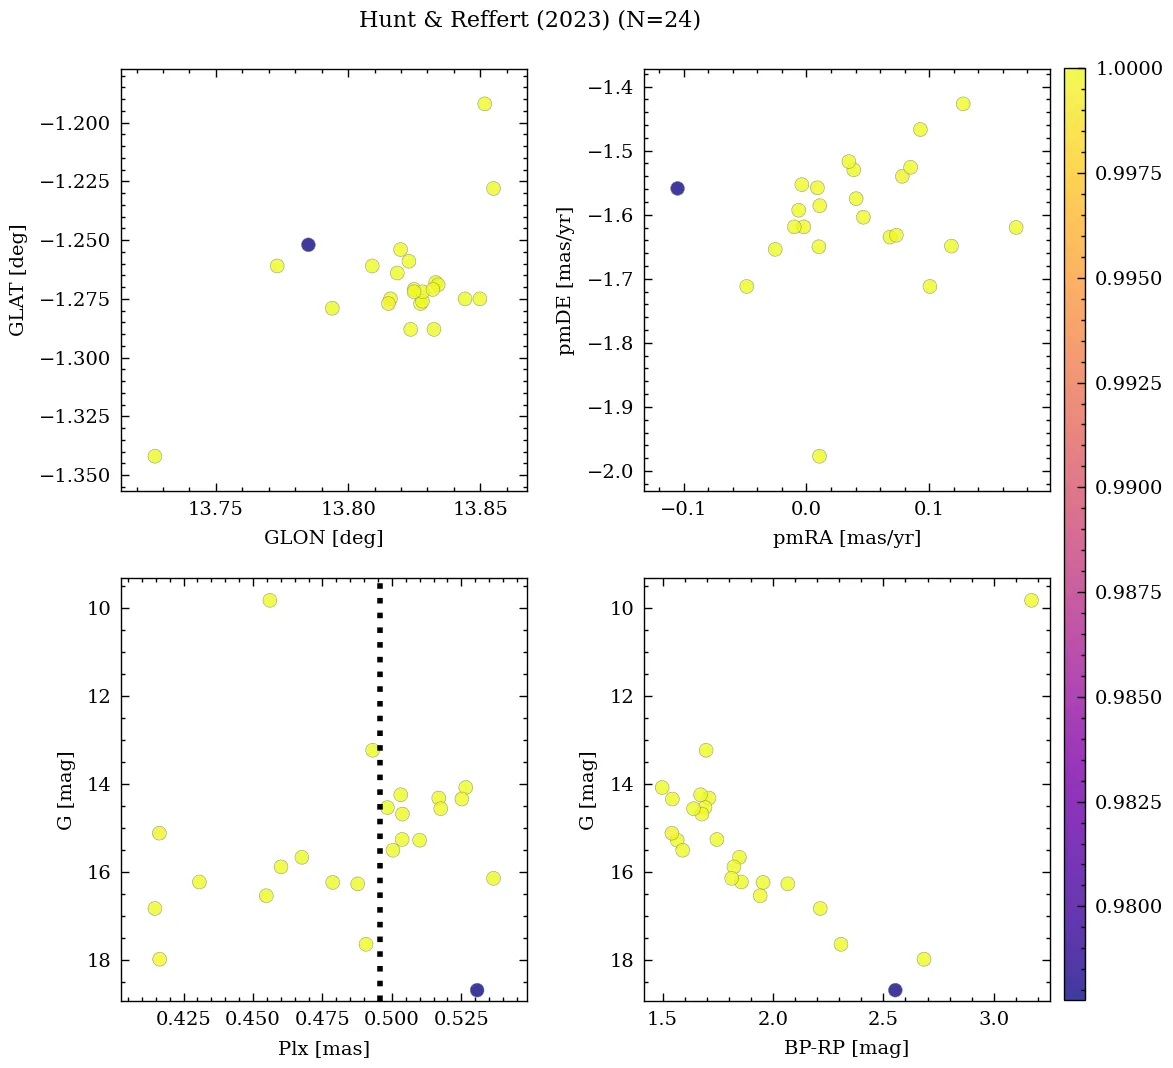 Hunt & Reffert (2023) (N=24)
−1.200
−1.225
−1.250
−1.275
−1.300
−1.325
−1.350
GLAT [deg]
13.75 13.80 13.85
GLON [deg]
−1.4
−1.5
−1.6
−1.7
−1.8
−1.9
−2.0
pmDE [mas/yr]
−0.1 0.0 0.1
pmRA [mas/yr]
10
12
14
16
18
G [mag]
0.425 0.450 0.475 0.500 0.525
Plx [mas]
10
12
14
16
18
G [mag]
1.5 2.0 2.5 3.0
BP-RP [mag]
1.0000
0.9975
0.9950
0.9925
0.9900
0.9875
0.9850
0.9825
0.9800